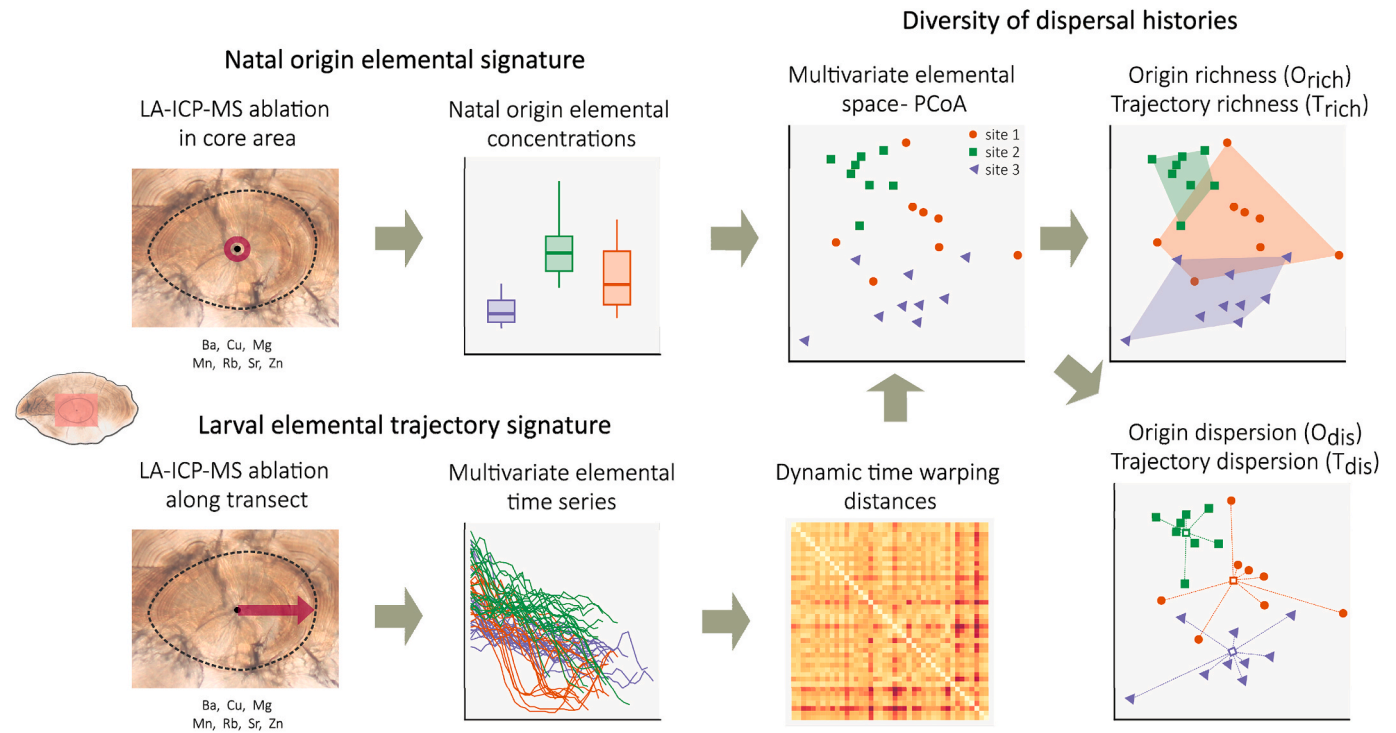 Diversity of dispersal histories
Natal origin elemental signature
LA-ICP-MS ablation
in core area
Natal origin elemental
concentrations
Multivariate elemental
space- PCoA
Origin richness (Orich)
Trajectory richness (Trich)
site 1
site 2
site 3
Ba, Cu, Mg
Mn, Rb, Sr, Zn
Larval elemental trajectory signature
LA-ICP-MS ablation
along transect
Multivariate elemental
time series
Dynamic time warping
distances
Origin dispersion (Odis)
Trajectory dispersion (Tdis)
Ba, Cu, Mg
Mn, Rb, Sr, Zn